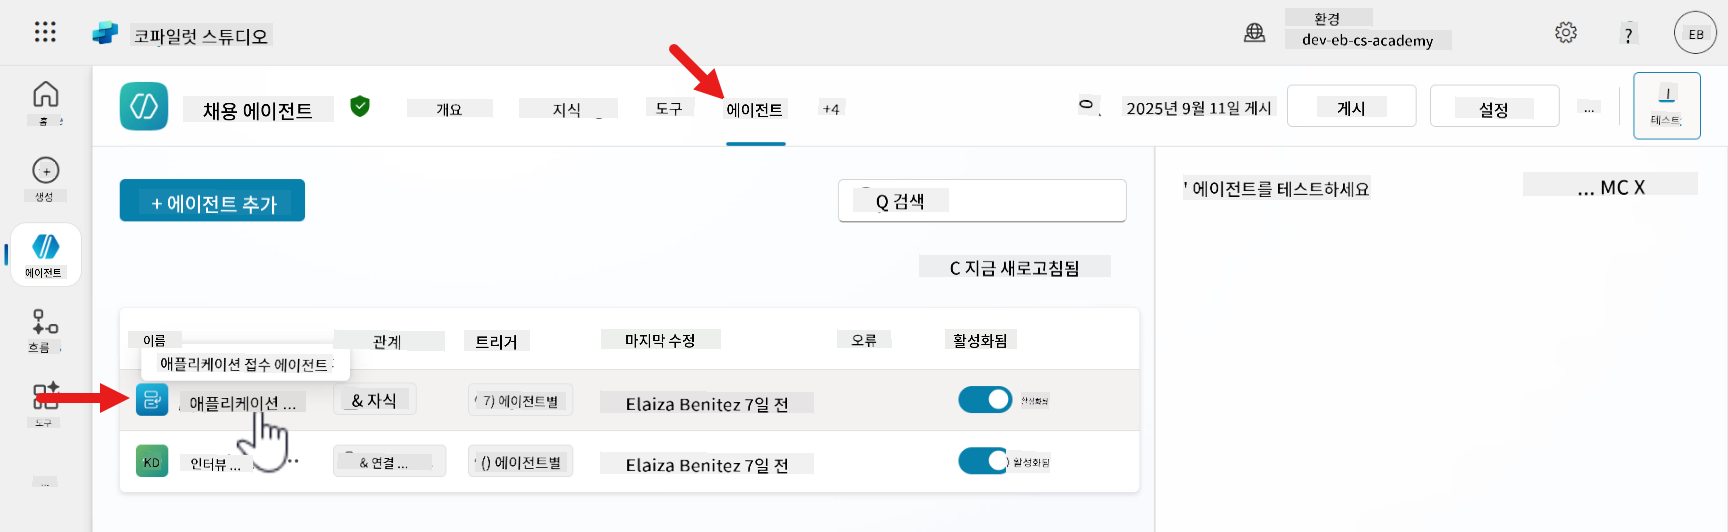 코파일럿 스튜디오
환경
dev-eb-cs-academy
?
EB
홈
생성
에이전트
흐름
도구
...
채용 에이전트
개요
지식
도구
에이전트
+4
2025년 9월 11일 게시
게시
설정
...
테스트
+ 에이전트 추가
Q 검색
C 지금 새로고침됨
' 에이전트를 테스트하세요
... MC X
이름
관계
트리거
마지막 수정
오류
활성화됨
애플리케이션 접수 에이전트
애플리케이션 ...
& 자식
7) 에이전트별
Elaiza Benitez 7일 전
활성화됨
KD
인터뷰 ...
& 연결 ...
() 에이전트별
Elaiza Benitez 7일 전
) 활성화됨